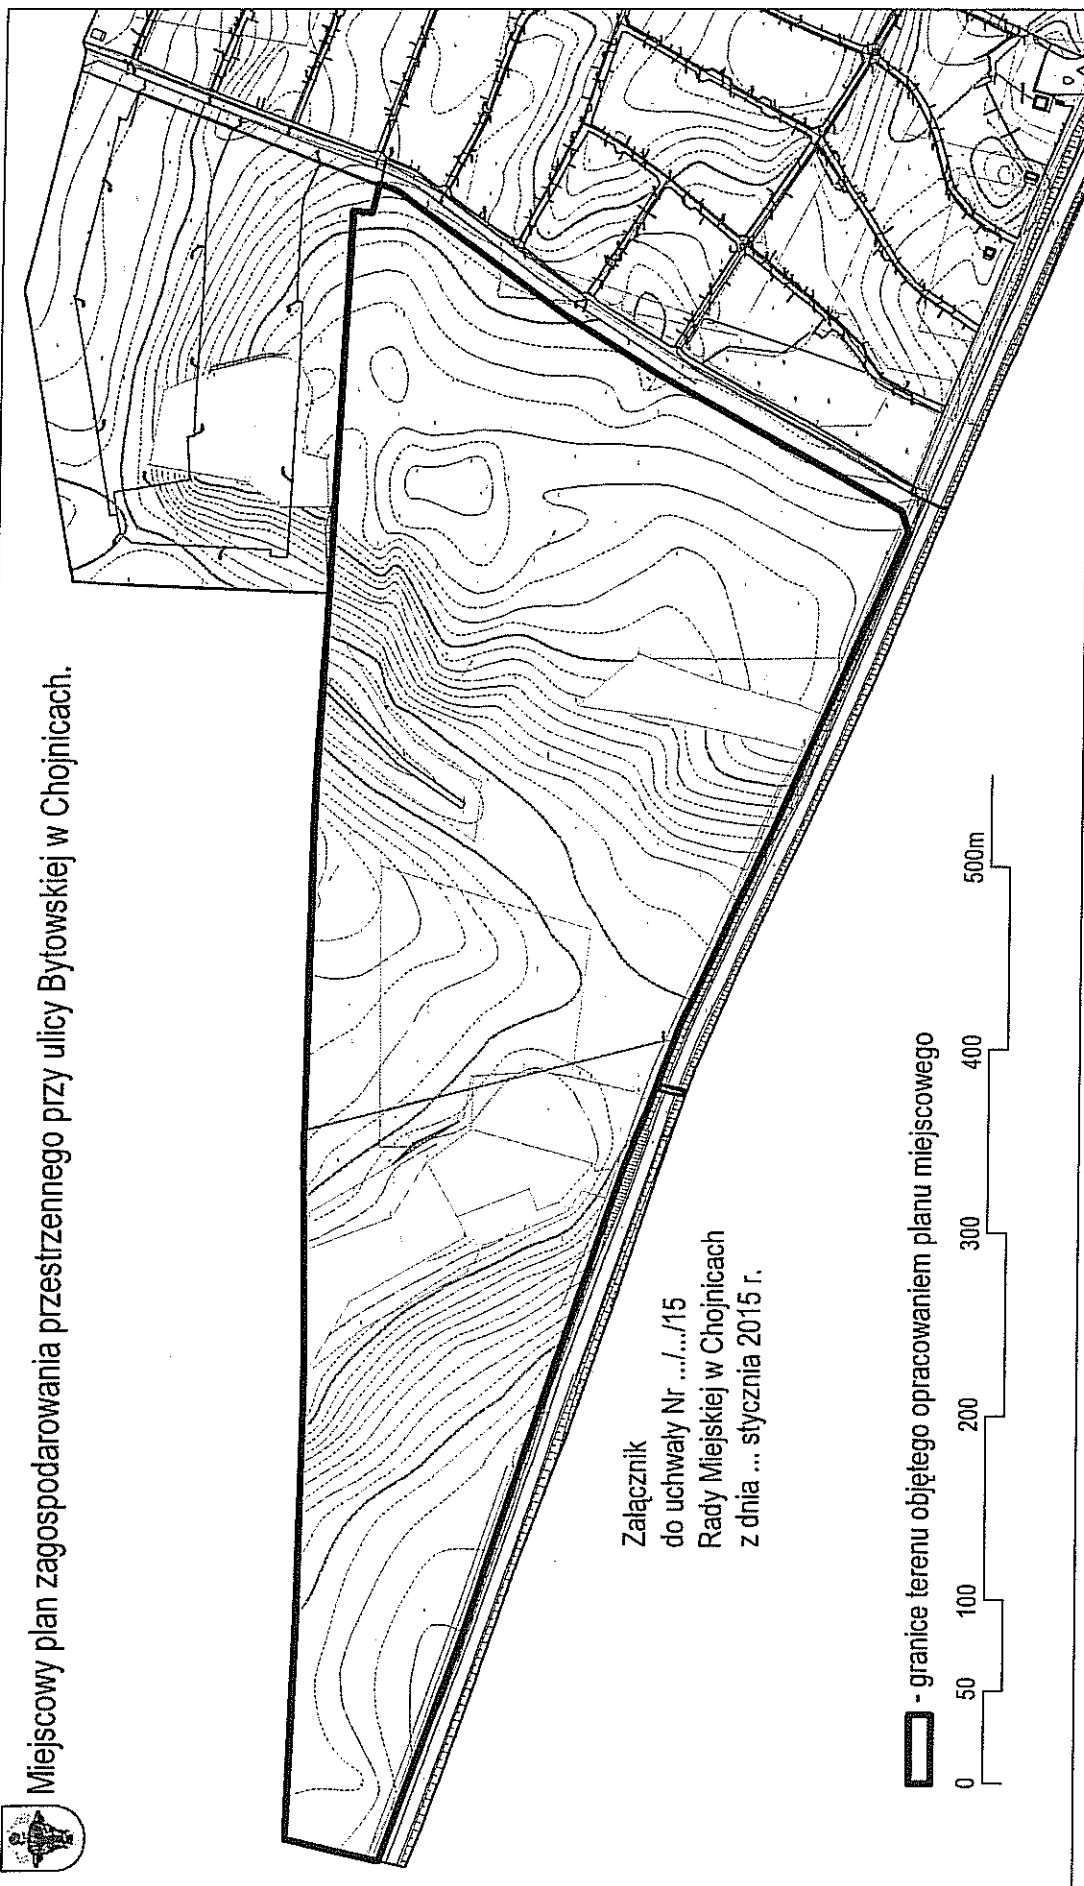 Miejscowy plan zagospodarowania przestrzennego przy ulicy Bytowskiej w Chojnicach.
Załącznik
do uchwały Nr .../.../15
Rady Miejskiej w Chojnicach
z dnia ... stycznia 2015 r.
- granice terenu objętego opracowaniem planu miejscowego
0 50 100 200 300 400 500m